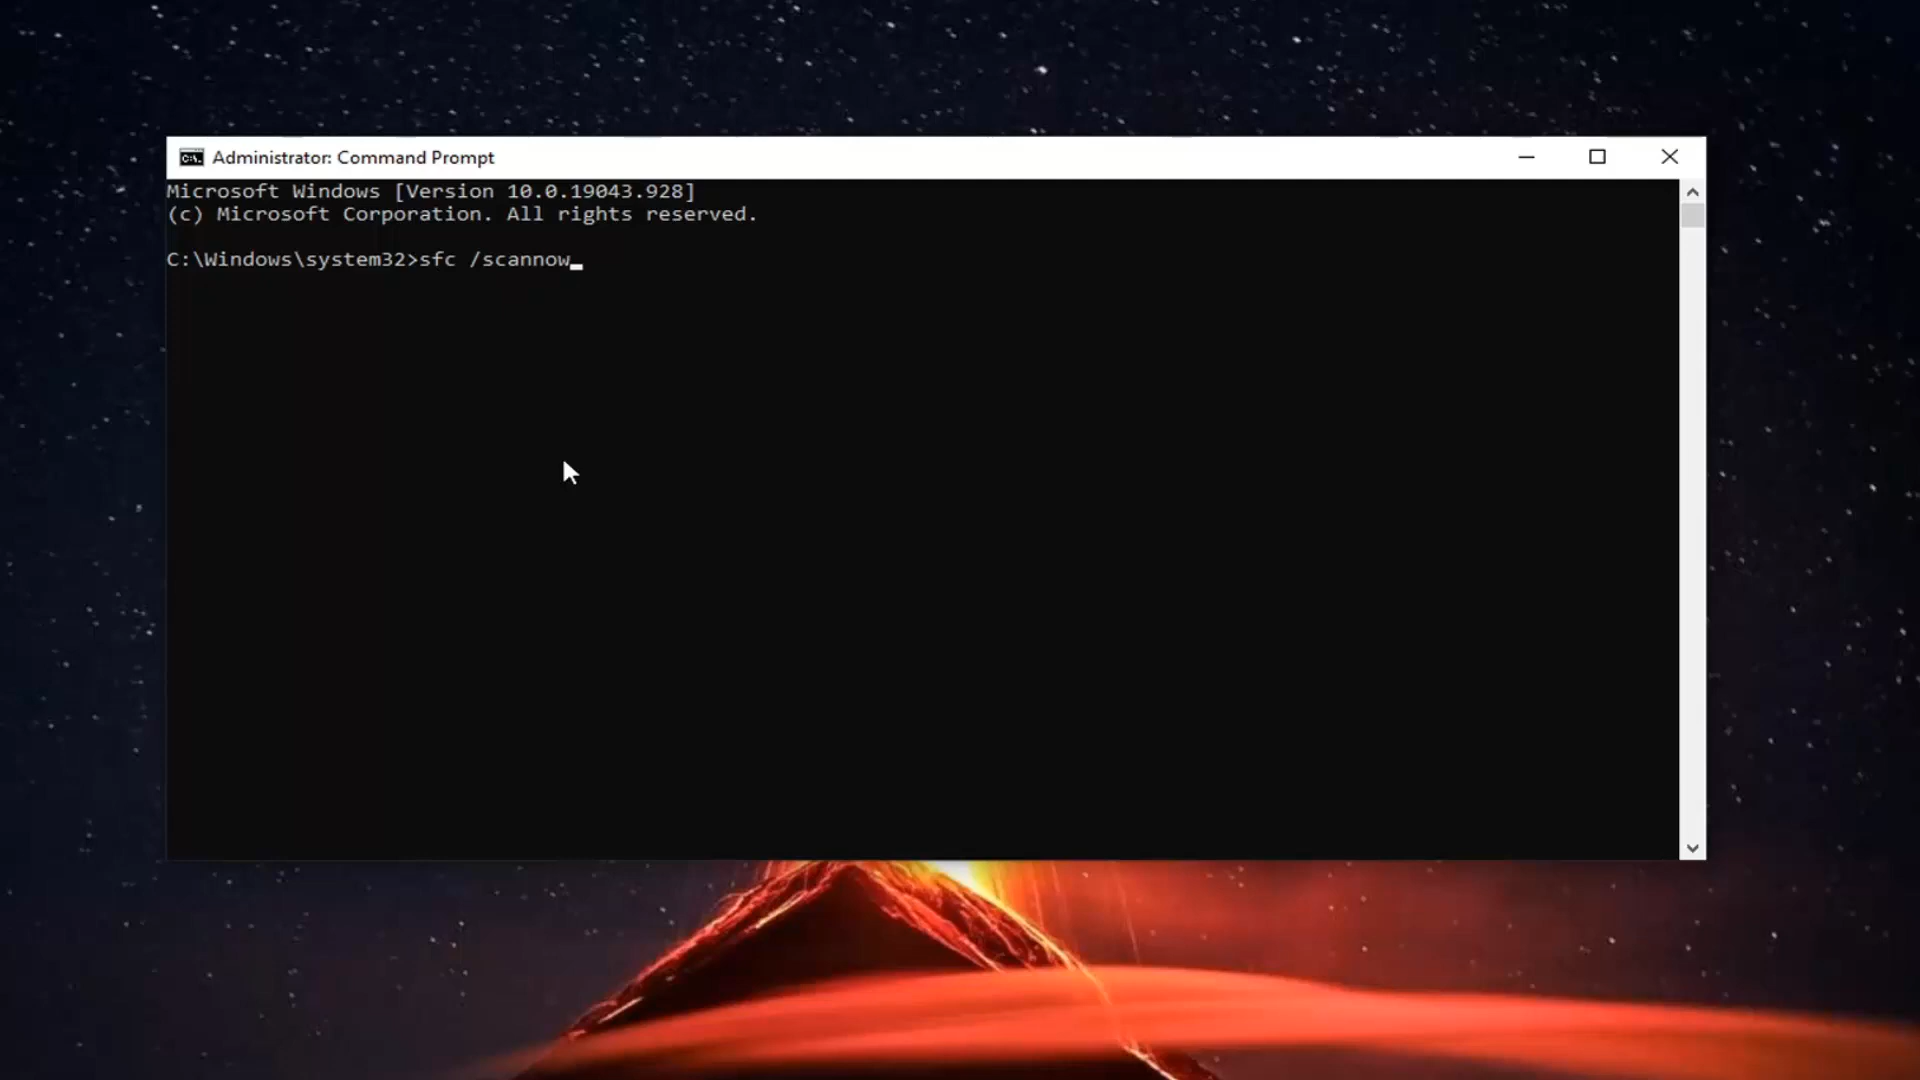 Administrator: Command Prompt
Microsoft Windows [Version 10.0.19043.928]
(c) Microsoft Corporation. All rights reserved.
C:\Windows\system32>sfc /scannow